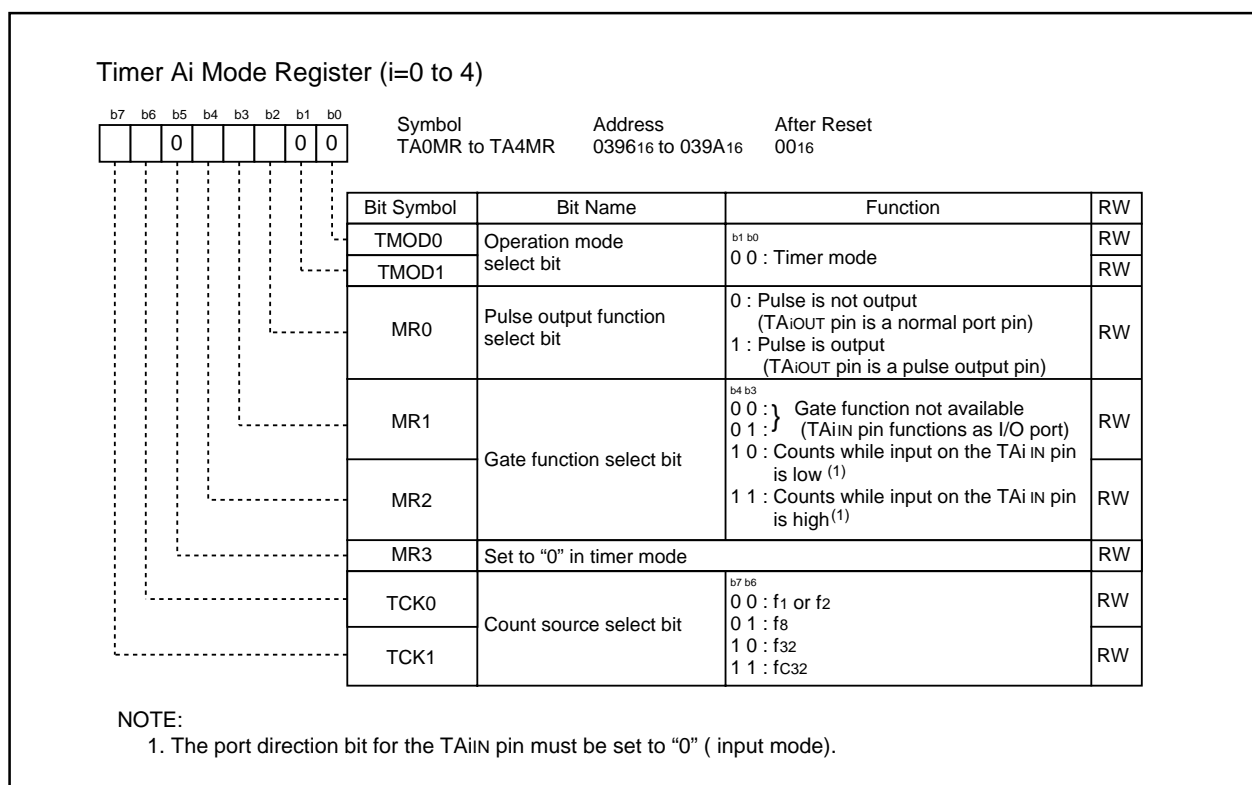 Timer Ai Mode Register (i=0 to 4)
b7 b6 b5 b4 b3 b2 b1 b0
0 0 0
Symbol Address After Reset
TA0MR to TA4MR 039616 to 039A16 0016
Bit Symbol Bit Name Function RW
TMOD0 Operation mode select bit b1 b0 RW
TMOD1 0 0 : Timer mode RW
MR0 Pulse output function select bit 0 : Pulse is not output
(TAiOUT pin is a normal port pin)
1 : Pulse is output
(TAiOUT pin is a pulse output pin) RW
MR1 Gate function select bit b4 b3
0 0 : } Gate function not available
0 1 : (TAiIN pin functions as I/O port) RW
1 0 : Counts while input on the TAi IN pin
is low (1)
MR2 1 1 : Counts while input on the TAi IN pin RW
is high(1)
MR3 Set to “0” in timer mode RW
TCK0 Count source select bit b7 b6
0 0 : f1 or f2 RW
0 1 : f8
TCK1 1 0 : f32 RW
1 1 : fC32
NOTE:
1. The port direction bit for the TAiIN pin must be set to “0” ( input mode).